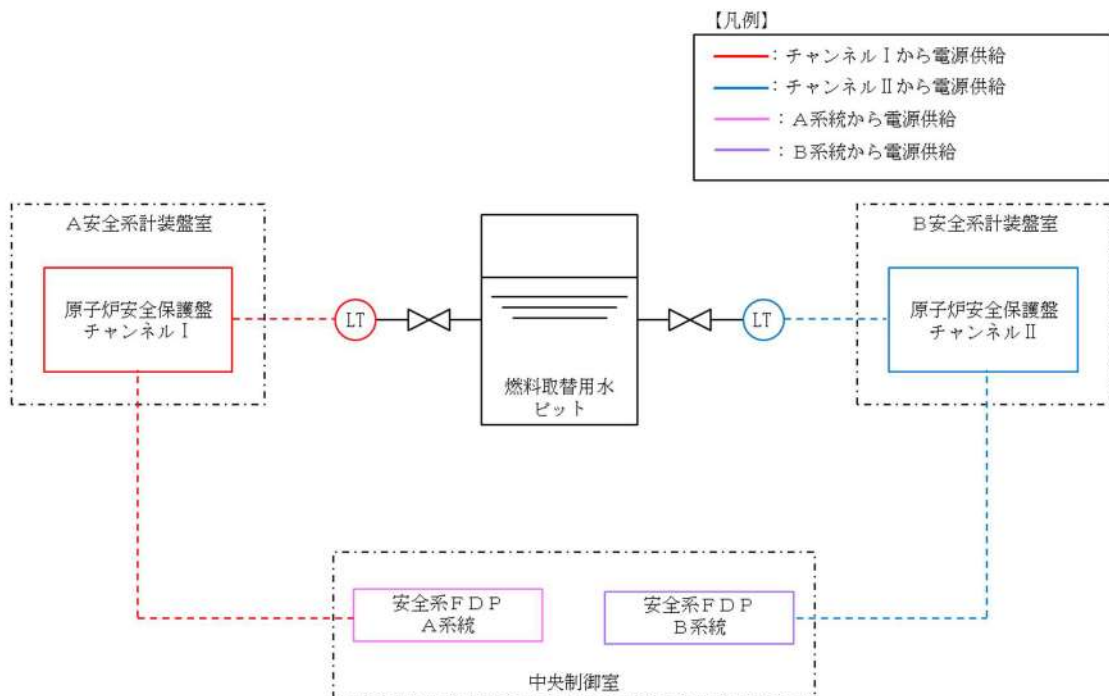 【凡例】
：チャンネルⅠから電源供給
：チャンネルⅡから電源供給
：Ａ系統から電源供給
：Ｂ系統から電源供給
Ａ安全系計装盤室
原子炉安全保護盤
チャンネルⅠ
LT
燃料取替用水
ピット
LT
Ｂ安全系計装盤室
原子炉安全保護盤
チャンネルⅡ
安全系ＦＤＰ
Ａ系統
安全系ＦＤＰ
Ｂ系統
中央制御室